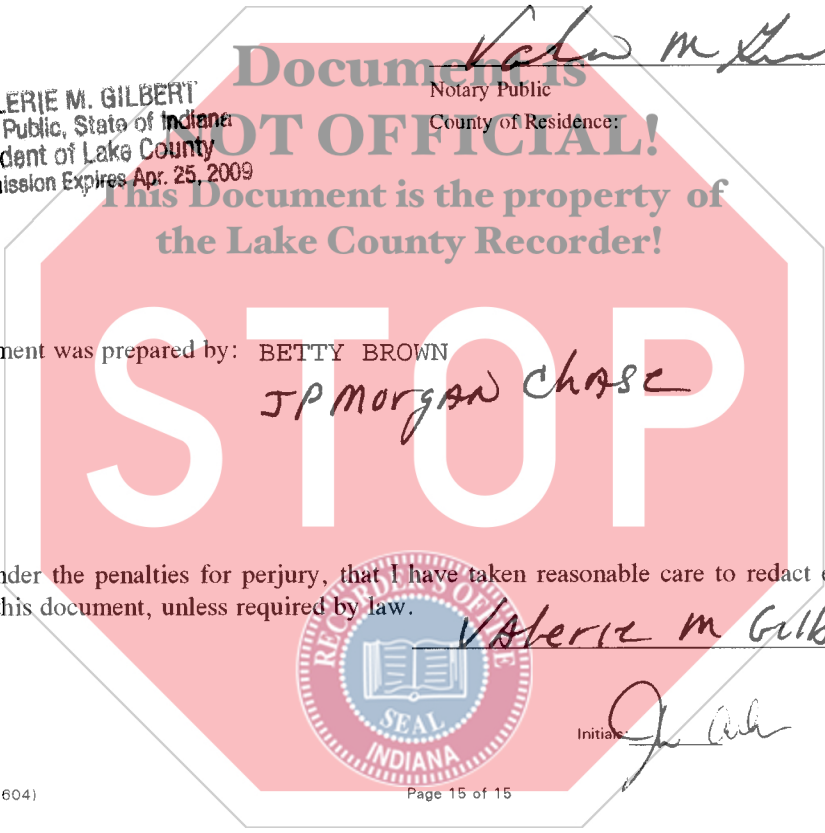 Document is
NOT OFFICIAL!
This Document is the property of
the Lake County Recorder!
STOP
M
Notary Public
County of Residence:
LERIE M. GILBERT
Public, State of Indiana
dent of Lake County
ission Expires Apr. 25, 2009
ment was prepared by: BETTY BROWN
JPMorgan Chase
nder the penalties for perjury, that I have taken reasonable care to redact e
this document, unless required by law.
Valerie M Gilb
RECORDER'S OFFICE
SEAL
INDIANA
Initials:
604)
Page 15 of 15